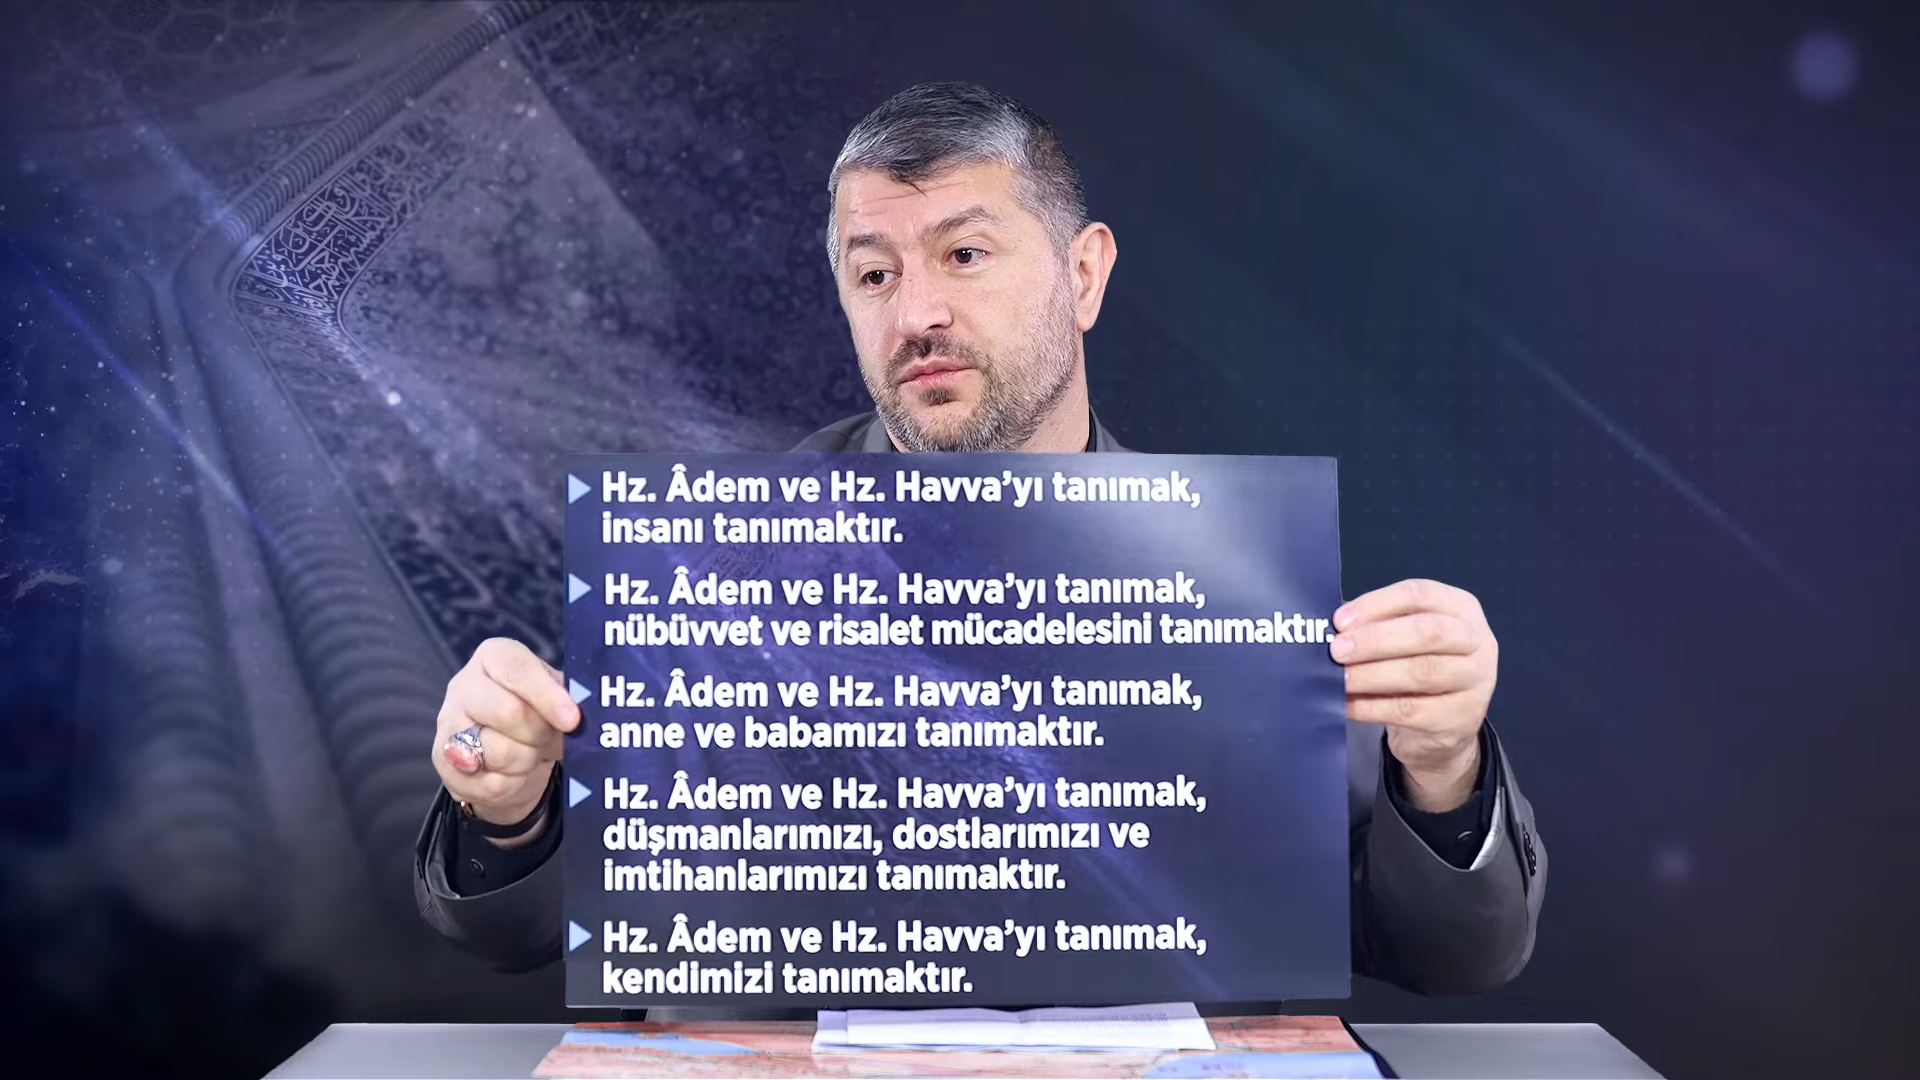 Hz. Âdem ve Hz. Havva’yı tanımak,
insanı tanımaktır.
Hz. Âdem ve Hz. Havva’yı tanımak,
nübüvvet ve risalet mücadelesini tanımaktır.
Hz. Âdem ve Hz. Havva’yı tanımak,
anne ve babamızı tanımaktır.
Hz. Âdem ve Hz. Havva’yı tanımak,
düşmanlarımızı, dostlarımızı ve
imtihanlarımızı tanımaktır.
Hz. Âdem ve Hz. Havva’yı tanımak,
kendimizi tanımaktır.